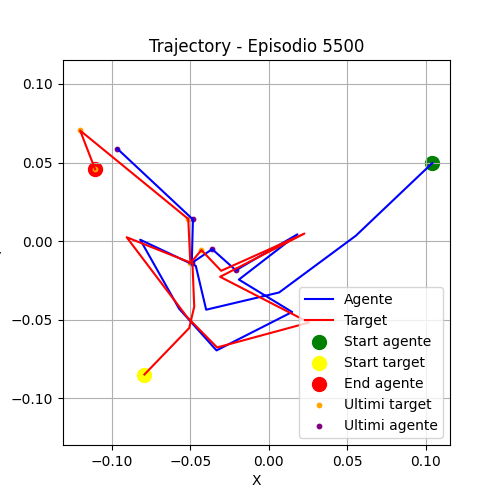 Trajectory - Episodio 5500
0.10
0.05
0.00
−0.05
−0.10
Agente
Target
Start agente
Start target
End agente
Ultimi target
Ultimi agente
−0.10
−0.05
0.00
0.05
0.10
X